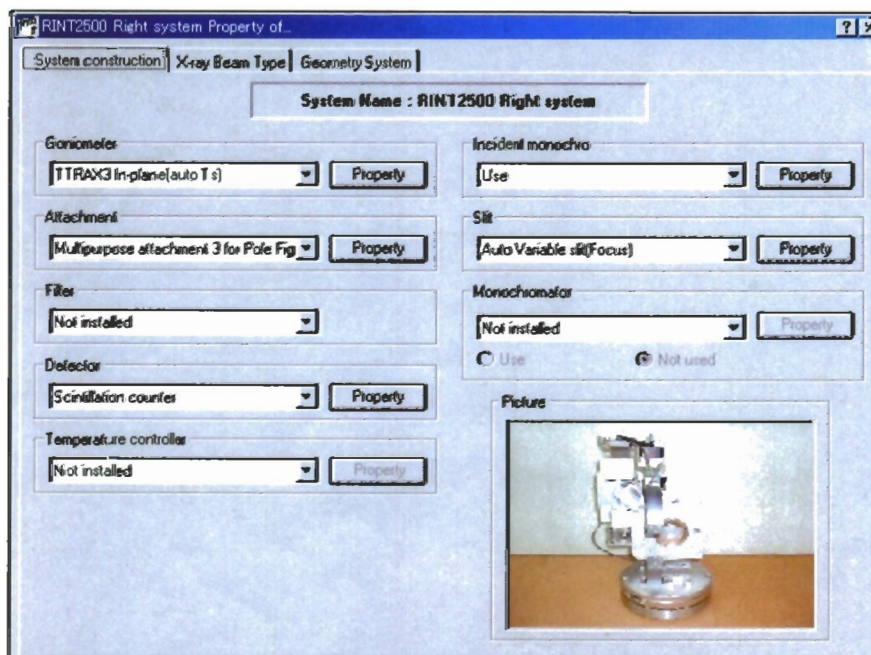 RINT2500 Right system Property of...
System construction X-ray Beam Type Geometry System
System Name : RINT2500 Right system
Goniometer
TTRAX3 In-plane(auto Ts) Property
Attachment
Multipurpose attachment 3 for Pole Fig Property
Filter
Not installed
Detector
Scintillation counter Property
Temperature controller
Not installed Property
Incident monochro
Use Property
Slit
Auto Variable slit(Focus) Property
Monochromator
Not installed Property
Use Not used
Picture